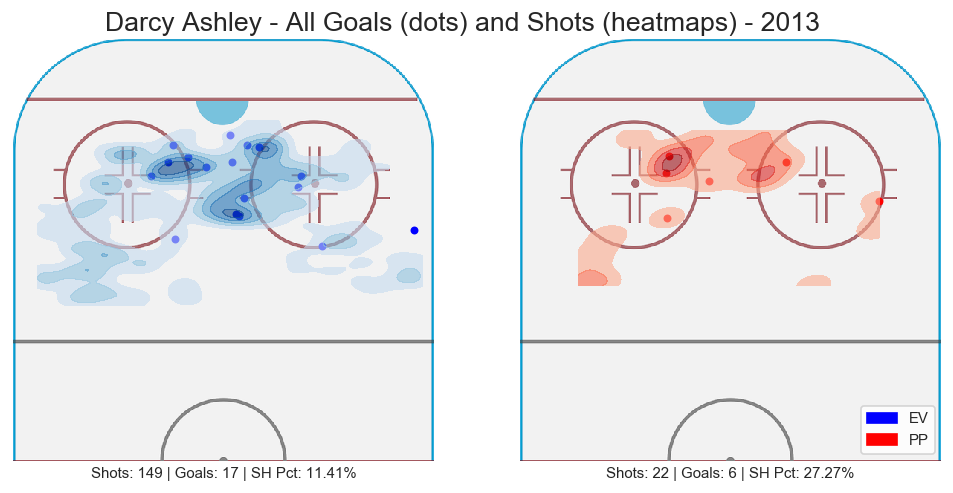 Darcy Ashley - All Goals (dots) and Shots (heatmaps) - 2013
EV
PP
Shots: 149 | Goals: 17 | SH Pct: 11.41%
Shots: 22 | Goals: 6 | SH Pct: 27.27%